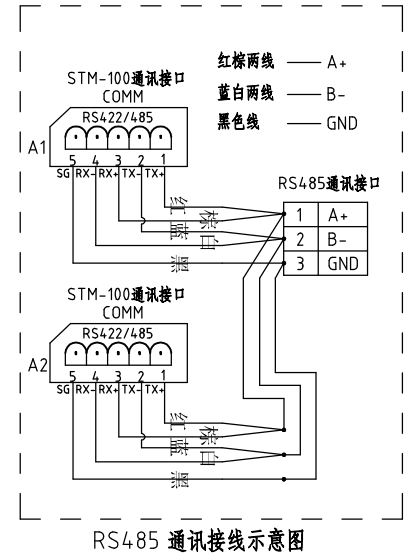 红棕两线 A+
蓝白两线 B-
黑色线 GND
STM-100通讯接口
COMM
RS422/485
A1
5 4 3 2 1
SG RX- RX+ TX- TX+
红
棕
蓝
白
黑
RS485通讯接口
1 A+
2 B-
3 GND
STM-100通讯接口
COMM
RS422/485
A2
5 4 3 2 1
SG RX- RX+ TX- TX+
红
棕
蓝
白
黑
RS485 通讯接线示意图